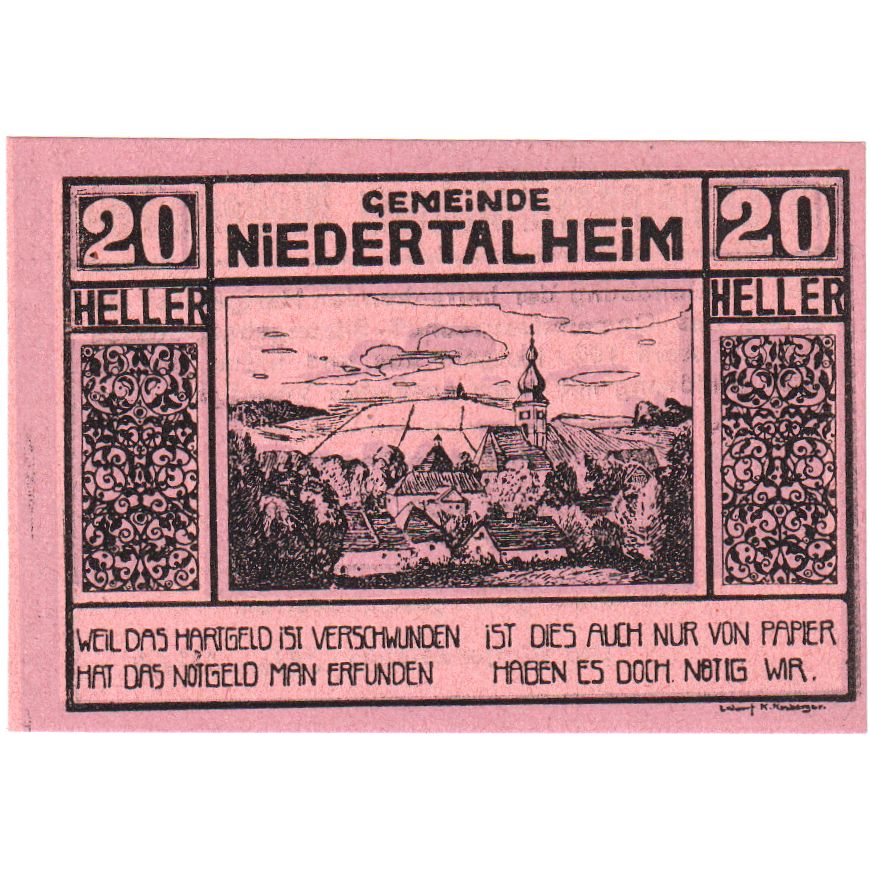 20 GEMEINDE 20
HELLER NIEDERTALHEIM HELLER
WEIL DAS HARTGELD IST VERSCHWUNDEN IST DIES AUCH NUR VON PAPIER
HAT DAS NOTGELD MAN ERFUNDEN HABEN ES DOCH NÖTIG WIR.